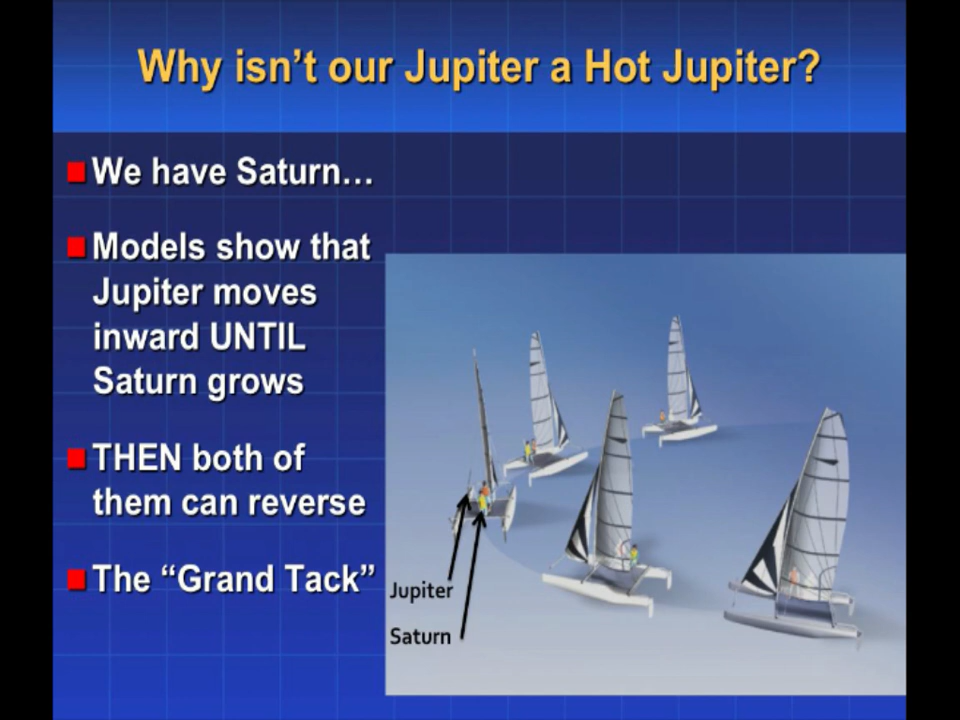 Why isn't our Jupiter a Hot Jupiter?
We have Saturn…
Models show that
Jupiter moves
inward UNTIL
Saturn grows
THEN both of
them can reverse
The “Grand Tack”
Jupiter
Saturn